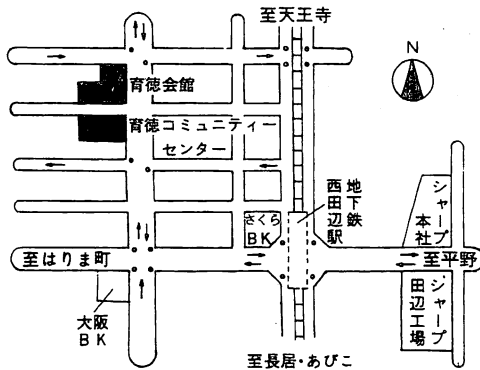 至天王寺
N
育徳会館
育徳コミュニティー
センター
地下鉄
西田辺駅
さくら
BK
シャープ
本社
至はりま町
至平野
大阪
BK
シャープ
田辺工場
至長居・あびこ